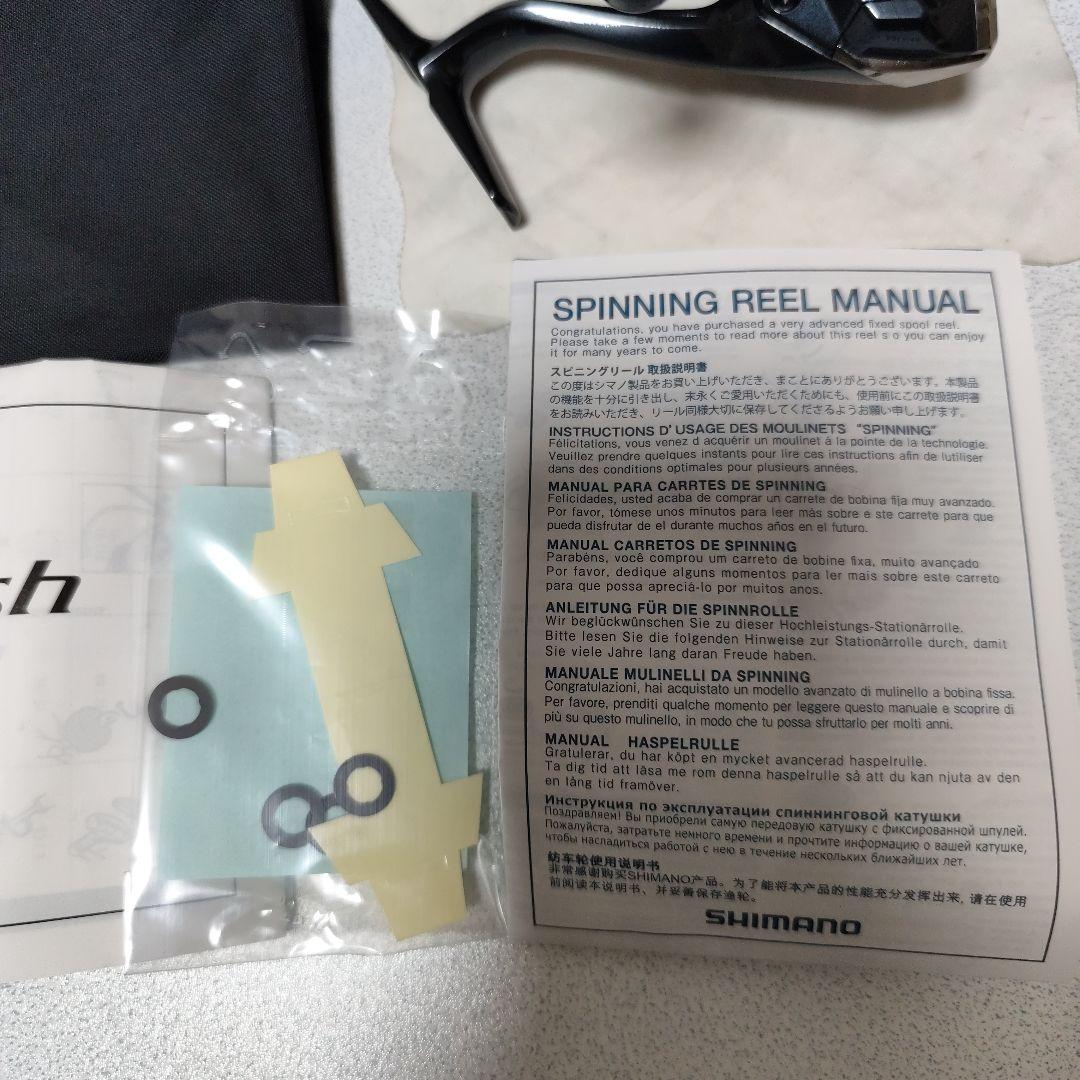 SPINNING REEL MANUAL
Congratulations, you have purchased a very advanced fixed spool reel.
Please take a few moments to read more about this reel s o you can enjoy
it for many years to come.
スピニングリール 取扱説明書
この度はシマノ製品をお買い上げいただき、まことにありがとうございます。本製品
の機能を十分に引き出し、末永くご愛用いただくためにも、使用前にこの取扱説明書
をお読みいただき、リール同様大切に保存してくださるようお願い申し上げます。
INSTRUCTIONS D' USAGE DES MOULINETS "SPINNING"
Félicitations, vous venez d acquérir un moulinet à la pointe de la technologie.
Veuillez prendre quelques instants pour lire ces instructions afin de lutiliser
dans des conditions optimales pour plusieurs années.
MANUAL PARA CARRTES DE SPINNING
Felicidades, usted acaba de comprar un carrete de bobina fija muy avanzado.
Por favor, tómese unos minutos para leer más sobre e ste carrete para que
pueda disfrutar de el durante muchos años en el futuro.
MANUAL CARRETOS DE SPINNING
Parabéns, você comprou um carreto de bobine fixa, muito avançado
Por favor, dedique alguns momentos para ler mais sobre este carreto
para que possa apreciá-lo por muitos anos.
ANLEITUNG FÜR DIE SPINNROLLE
Wir beglückwünschen Sie zu dieser Hochleistungs-Stationärrolle.
Bitte lesen Sie die folgenden Hinweise zur Stationärrolle durch, damit
Sie viele Jahre lang daran Freude haben.
MANUALE MULINELLI DA SPINNING
Congratulazioni, hai acquistato un modello avanzato di mulinello a bobina fissa.
Per favore, prenditi qualche momento per leggere questo manuale e scoprire di
più su questo mulinello, in modo che tu possa sfruttarlo per molti anni.
MANUAL HASPELRULLE
Gratulerar, du har köpt en mycket avancerad haspelrulle.
Ta dig tid att läsa mer om denna haspelrulle så att du kan njuta av den
en lång tid framöver.
Инструкция по эксплуатации спиннинговой катушки
Поздравляем! Вы приобрели самую передовую катушку с фиксированной шпулей.
Пожалуйста, затратьте немного времени и прочтите информацию о вашей катушке,
чтобы насладиться работой с нею в течение нескольких ближайших лет.
纺车轮使用说明书
非常感谢购买SHIMANO产品。为了能将本产品的性能充分发挥出来, 请在使用
前阅读本说明书、并妥善保存渔轮。
SHIMANO
sh